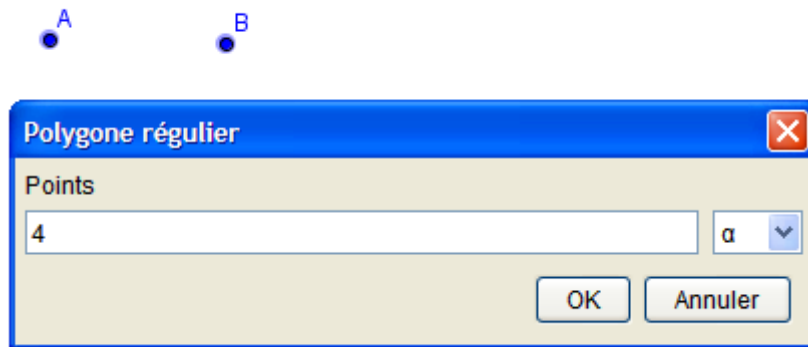 A B
Polygone régulier
Points
4 α
OK Annuler